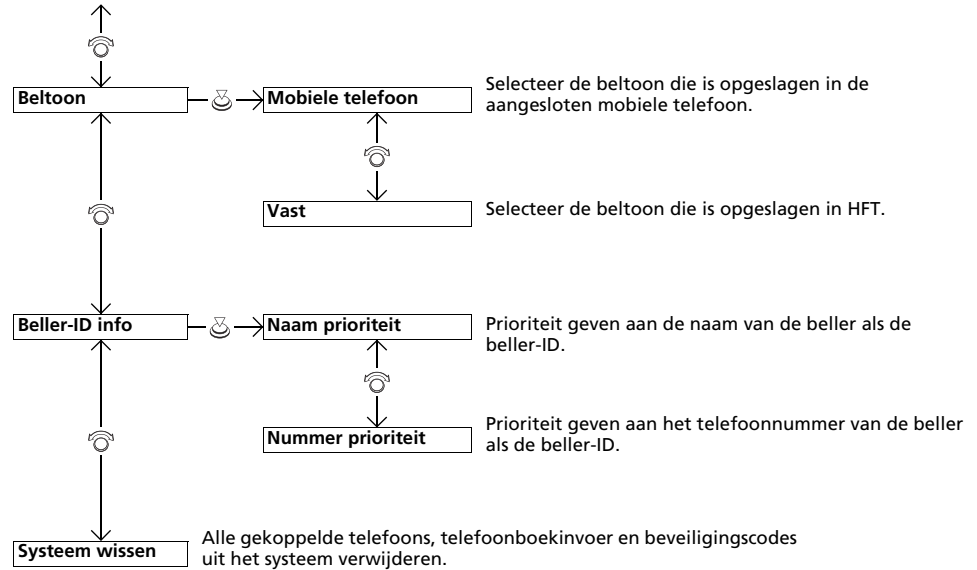 Beltoon
Mobiele telefoon
Selecteer de beltoon die is opgeslagen in de
aangesloten mobiele telefoon.
Vast
Selecteer de beltoon die is opgeslagen in HFT.
Beller-ID info
Naam prioriteit
Prioriteit geven aan de naam van de beller als de
beller-ID.
Nummer prioriteit
Prioriteit geven aan het telefoonnummer van de beller
als de beller-ID.
Systeem wissen
Alle gekoppelde telefoons, telefoonboekinvoer en beveiligingscodes
uit het systeem verwijderen.